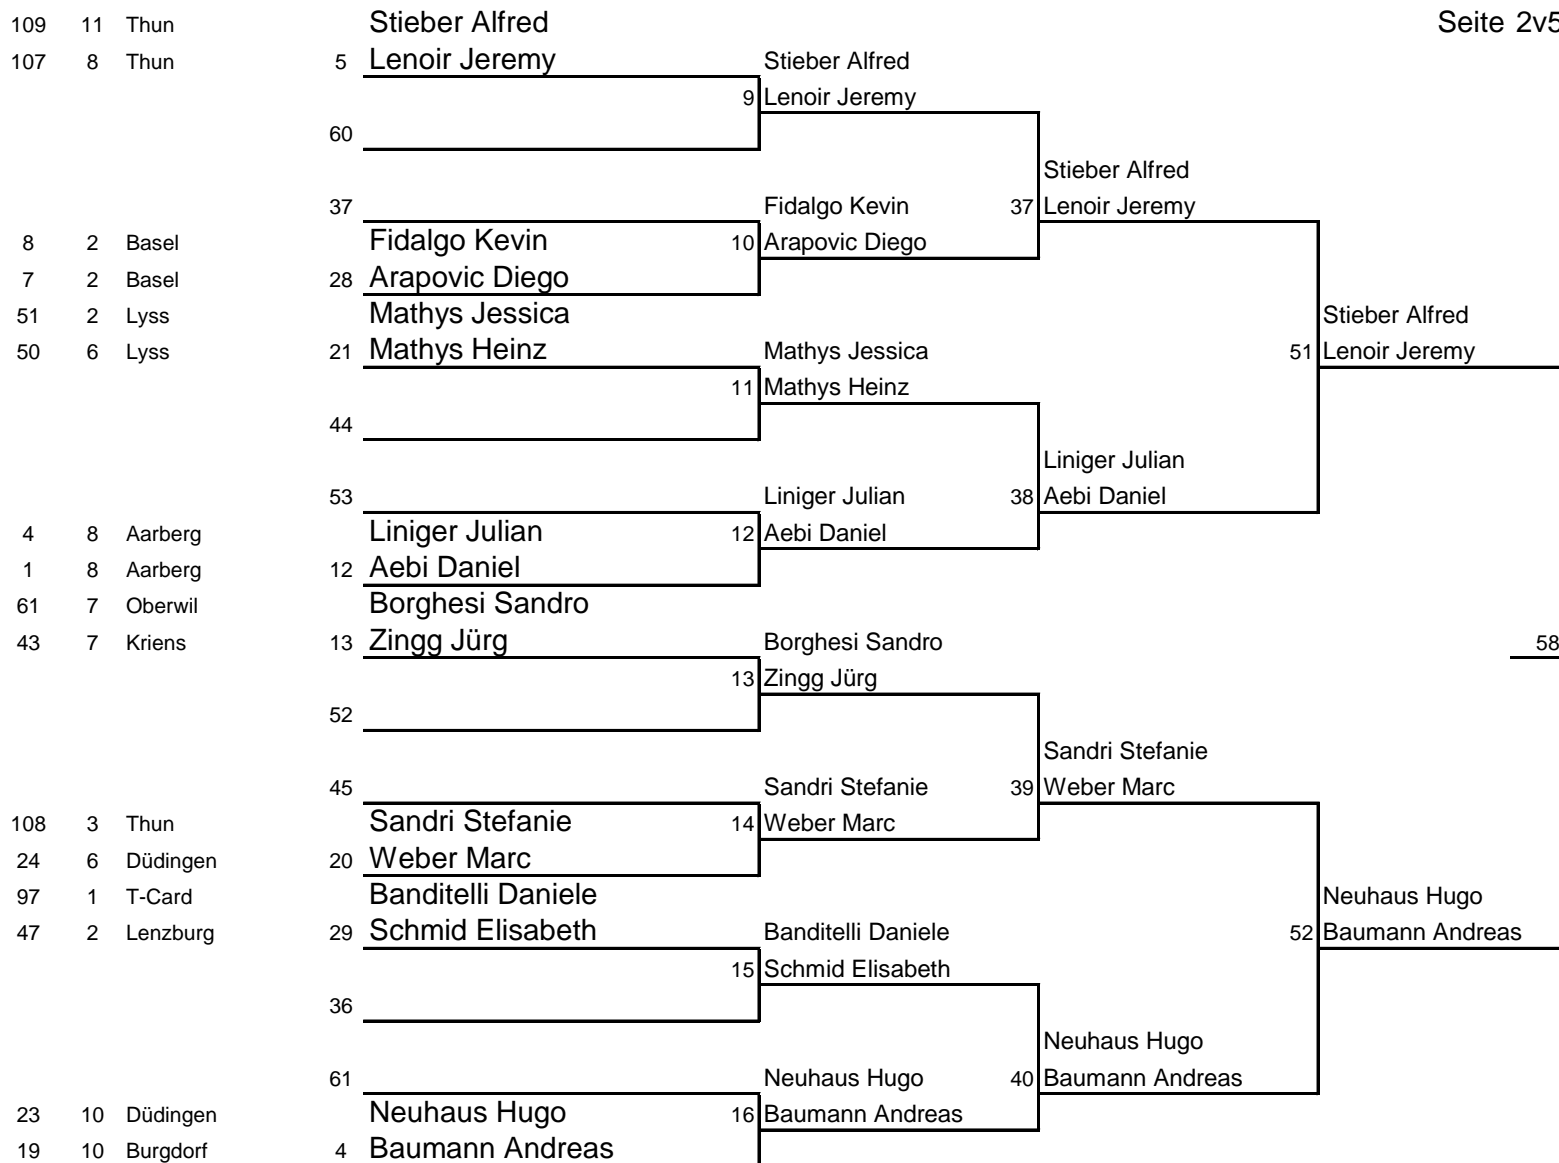 109 11 Thun Stieber Alfred Seite 2v5
107 8 Thun 5 Lenoir Jeremy Stieber Alfred
9 Lenoir Jeremy
60
Stieber Alfred
37 Fidalgo Kevin 37 Lenoir Jeremy
8 2 Basel Fidalgo Kevin 10 Arapovic Diego
7 2 Basel 28 Arapovic Diego
51 2 Lyss Mathys Jessica Stieber Alfred
50 6 Lyss 21 Mathys Heinz Mathys Jessica 51 Lenoir Jeremy
11 Mathys Heinz
44
Liniger Julian
53 Liniger Julian 38 Aebi Daniel
4 8 Aarberg Liniger Julian 12 Aebi Daniel
1 8 Aarberg 12 Aebi Daniel
61 7 Oberwil Borghesi Sandro
43 7 Kriens 13 Zingg Jürg Borghesi Sandro 58
13 Zingg Jürg
52
Sandri Stefanie
45 Sandri Stefanie 39 Weber Marc
108 3 Thun Sandri Stefanie 14 Weber Marc
24 6 Düdingen 20 Weber Marc
97 1 T-Card Banditelli Daniele Neuhaus Hugo
47 2 Lenzburg 29 Schmid Elisabeth Banditelli Daniele 52 Baumann Andreas
15 Schmid Elisabeth
36
Neuhaus Hugo
61 Neuhaus Hugo 40 Baumann Andreas
23 10 Düdingen Neuhaus Hugo 16 Baumann Andreas
19 10 Burgdorf 4 Baumann Andreas